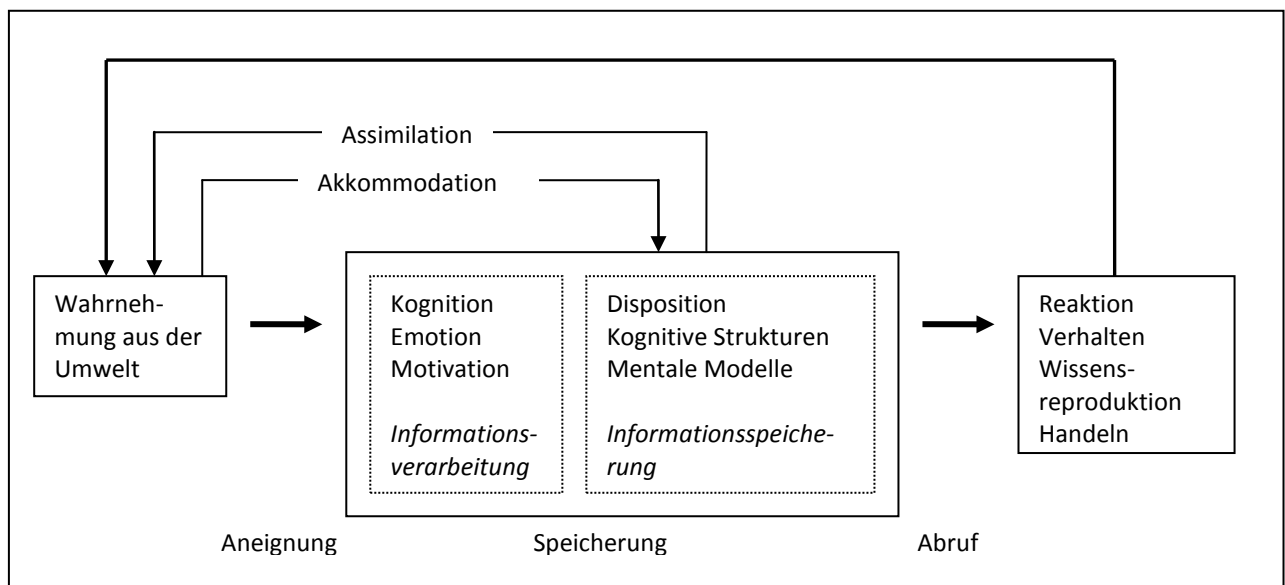 Assimilation
Akkommodation
Wahrneh-
mung aus der
Umwelt
Kognition
Emotion
Motivation
Informations-
verarbeitung
Disposition
Kognitive Strukturen
Mentale Modelle
Informationsspeiche-
rung
Reaktion
Verhalten
Wissens-
reproduktion
Handeln
Aneignung
Speicherung
Abruf